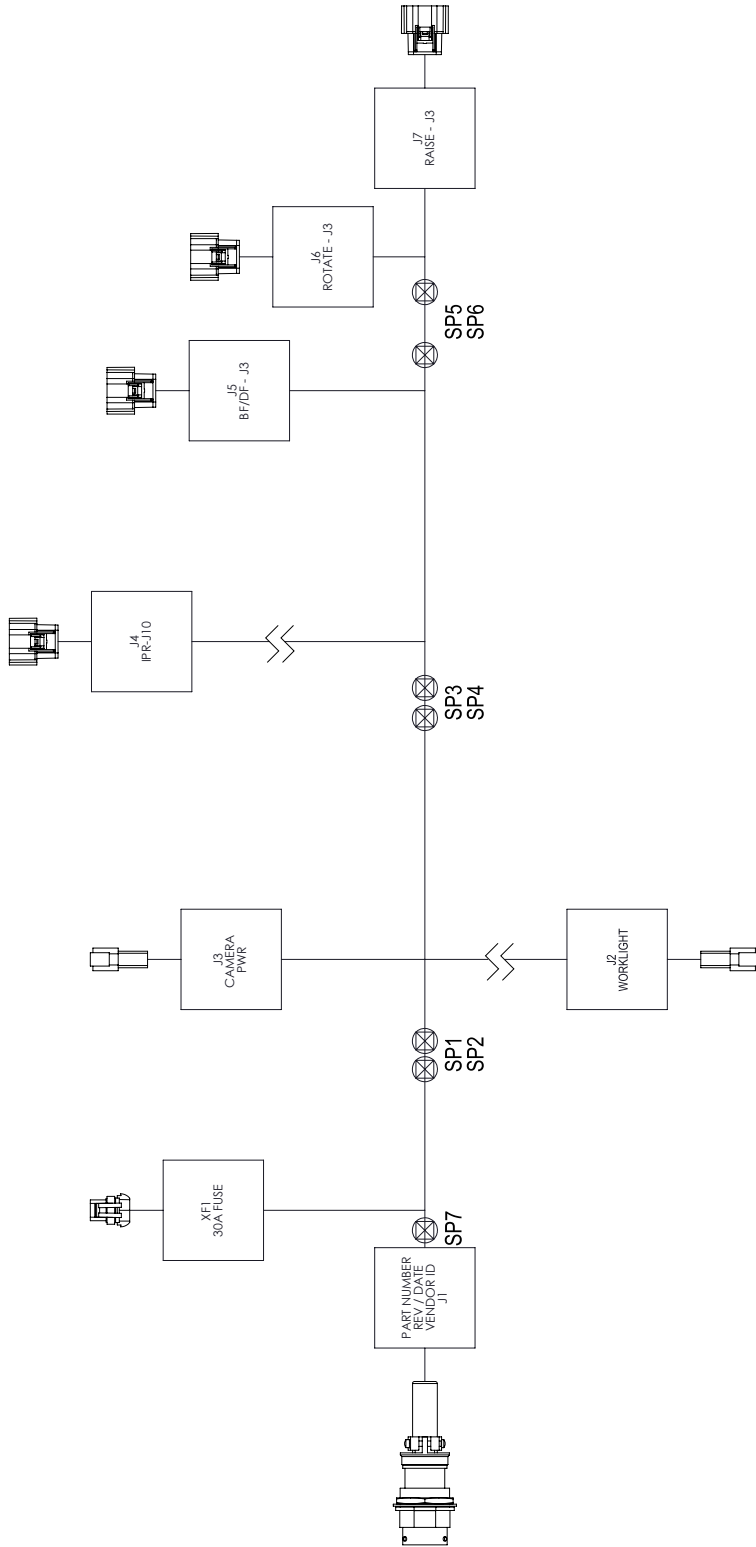 J7
RAISE - J3
J6
ROTATE - J3
SP5
SP6
J5
BF/DF - J3
J4
IPR-J10
SP3
SP4
J3
CAMERA
PWR
J2
WORKLIGHT
SP1
SP2
XF1
30A FUSE
SP7
PART NUMBER
REV / DATE
VENDOR ID
J1